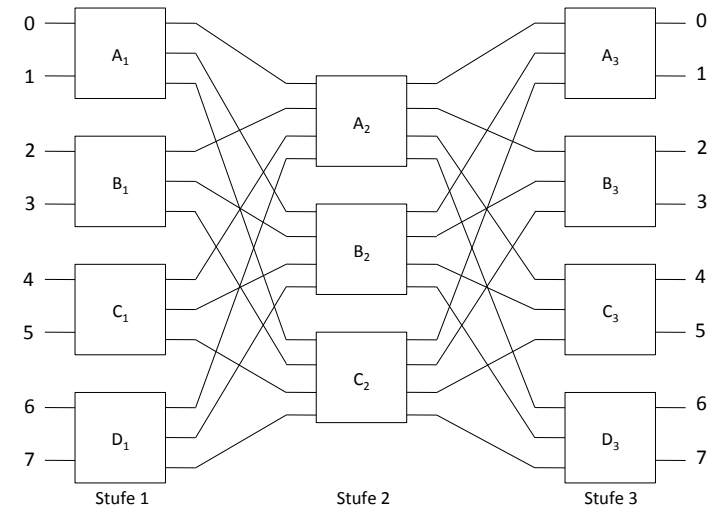 0 A₁ A₃ 0
1 1
A₂
2 B₁ B₃ 2
3 3
B₂
4 C₁ C₃ 4
5 5
C₂
6 D₁ D₃ 6
7 7
Stufe 1 Stufe 2 Stufe 3